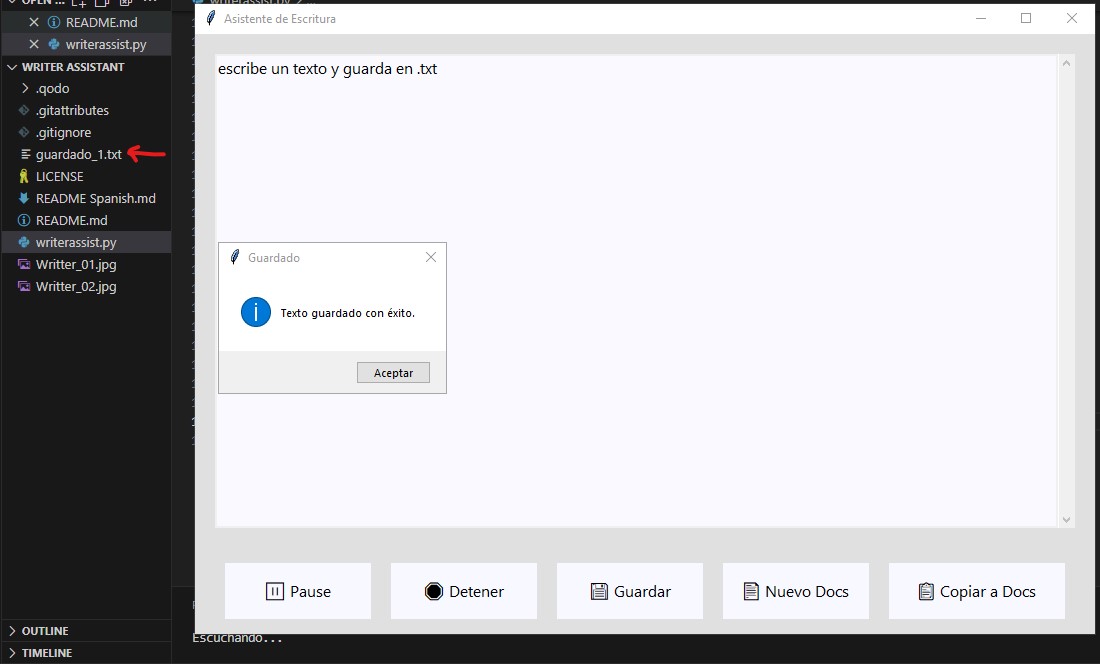 OPEN ...
README.md
writerassist.py
WRITER ASSISTANT
.qodo
.gitattributes
.gitignore
guardado_1.txt
LICENSE
README Spanish.md
README.md
writerassist.py
Writter_01.jpg
Writter_02.jpg
OUTLINE
TIMELINE
writerassist.py > ...
Asistente de Escritura
escribe un texto y guarda en .txt
Guardado
Texto guardado con éxito.
Aceptar
Pause
Detener
Guardar
Nuevo Docs
Copiar a Docs
Escuchando...